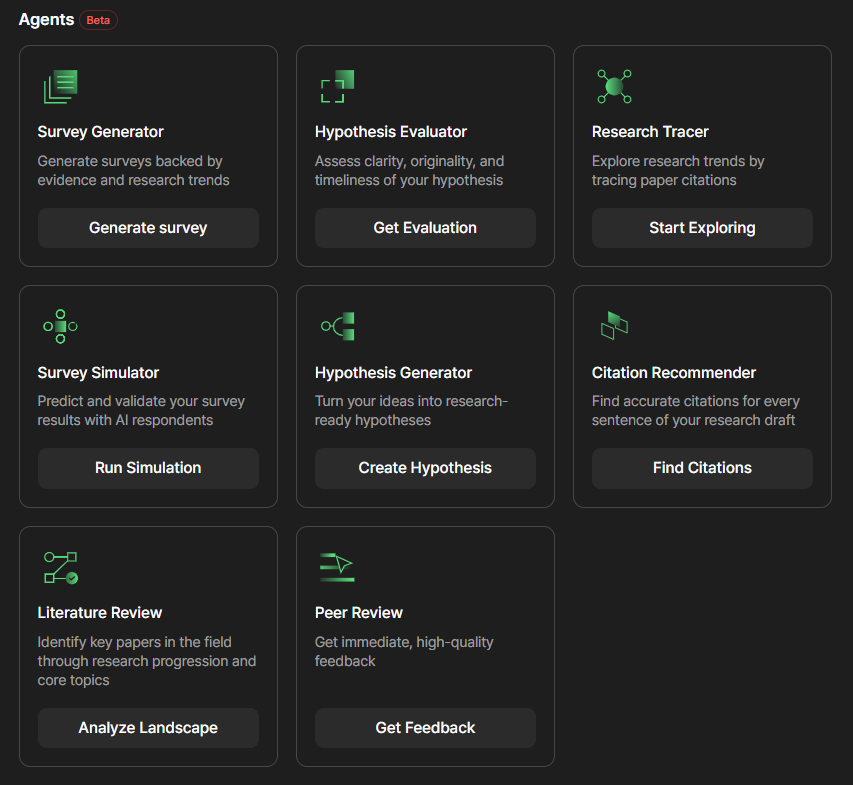 Agents Beta
Survey Generator
Generate surveys backed by
evidence and research trends
Generate survey
Hypothesis Evaluator
Assess clarity, originality, and
timeliness of your hypothesis
Get Evaluation
Research Tracer
Explore research trends by
tracing paper citations
Start Exploring
Survey Simulator
Predict and validate your survey
results with AI respondents
Run Simulation
Hypothesis Generator
Turn your ideas into research-
ready hypotheses
Create Hypothesis
Citation Recommender
Find accurate citations for every
sentence of your research draft
Find Citations
Literature Review
Identify key papers in the field
through research progression and
core topics
Analyze Landscape
Peer Review
Get immediate, high-quality
feedback
Get Feedback